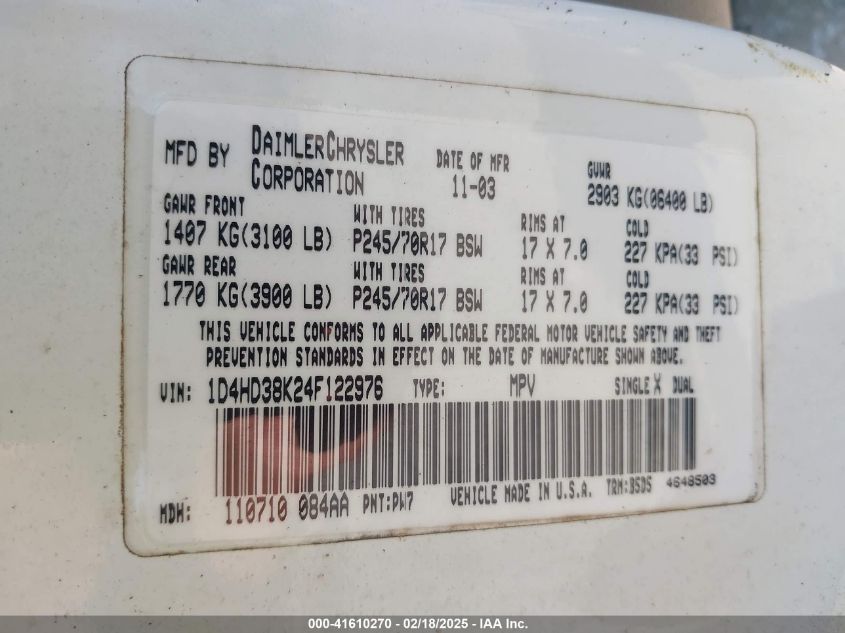 MFD BY DAIMLERCHRYSLER CORPORATION
DATE OF MFR 11-03
GVWR 2903 KG(06400 LB)
GAWR FRONT WITH TIRES RIMS AT COLD
1407 KG(3100 LB) P245/70R17 BSW 17 X 7.0 227 KPA(33 PSI)
GAWR REAR WITH TIRES RIMS AT COLD
1770 KG(3900 LB) P245/70R17 BSW 17 X 7.0 227 KPA(33 PSI)
THIS VEHICLE CONFORMS TO ALL APPLICABLE FEDERAL MOTOR VEHICLE SAFETY AND THEFT
PREVENTION STANDARDS IN EFFECT ON THE DATE OF MANUFACTURE SHOWN ABOVE.
VIN: 1D4HD38K24F122976 TYPE: MPV SINGLE X DUAL
MDH: 110710 084AA PNT:PW7 VEHICLE MADE IN U.S.A. TRM:B5D5 4648503
000-41610270 - 02/18/2025 - IAA Inc.